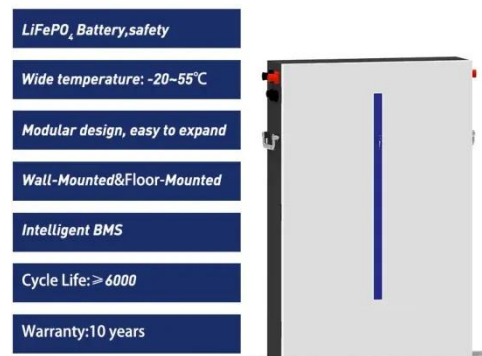 LiFePO₄ Battery,safety
Wide temperature: -20~55℃
Modular design, easy to expand
Wall-Mounted&Floor-Mounted
Intelligent BMS
Cycle Life:≥6000
Warranty:10 years